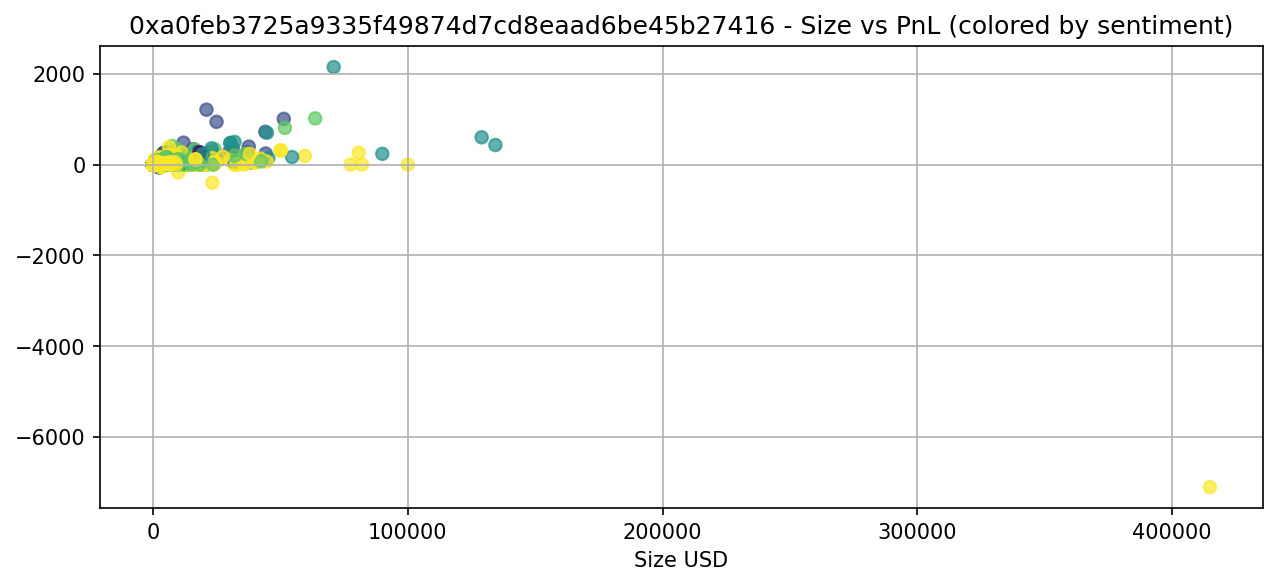 0xa0feb3725a9335f49874d7cd8eaad6be45b27416 - Size vs PnL (colored by sentiment)
2000
0
−2000
−4000
−6000
0 100000 200000 300000 400000
Size USD